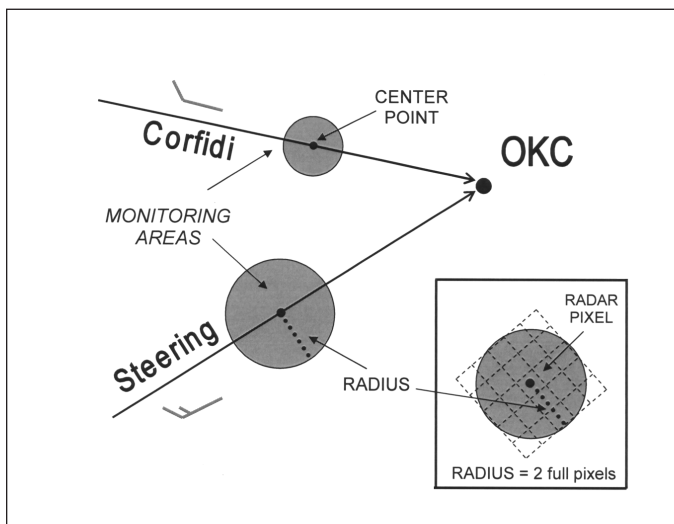 CENTER
POINT
Corfidi
OKC
MONITORING
AREAS
RADAR
PIXEL
Steering
RADIUS
RADIUS = 2 full pixels